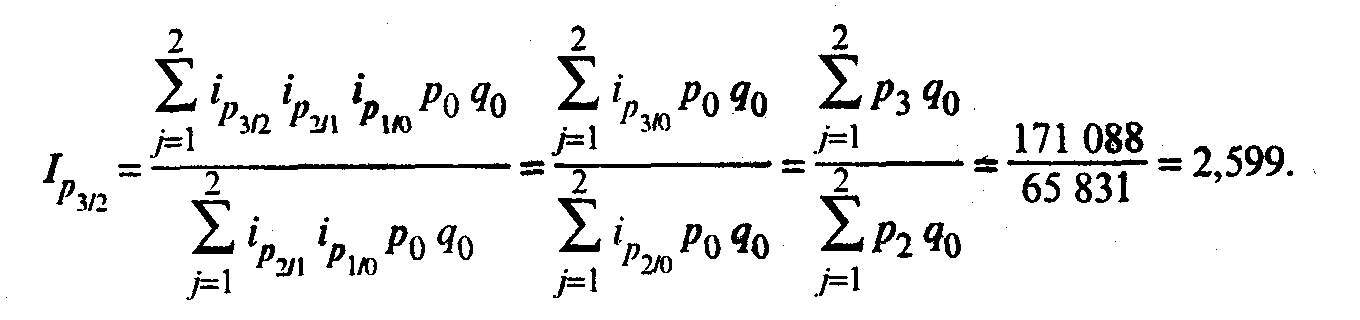 I_{p_{3/2}} = \frac{\sum_{j=1}^{2} i_{p_{3/2}} i_{p_{2/1}} i_{p_{1/0}} p_0 q_0}{\sum_{j=1}^{2} i_{p_{2/1}} i_{p_{1/0}} p_0 q_0} = \frac{\sum_{j=1}^{2} i_{p_{3/0}} p_0 q_0}{\sum_{j=1}^{2} i_{p_{2/0}} p_0 q_0} = \frac{\sum_{j=1}^{2} p_3 q_0}{\sum_{j=1}^{2} p_2 q_0} = \frac{171 088}{65 831} = 2,599.